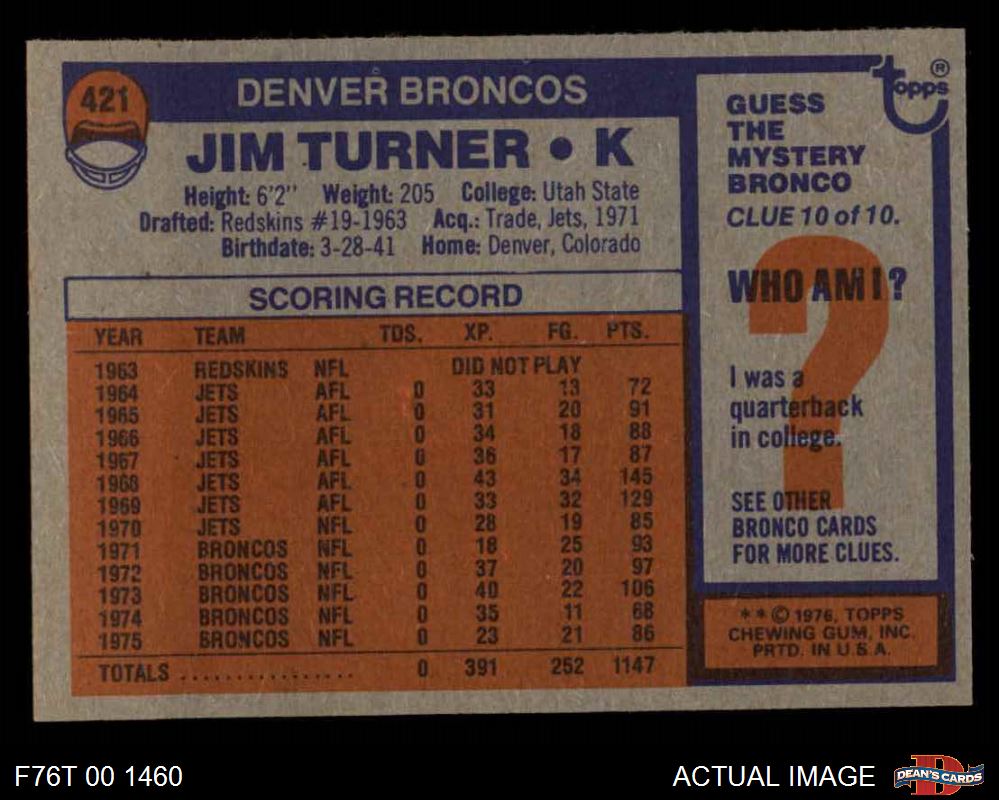 421
DENVER BRONCOS
JIM TURNER • K
Height: 6'2" Weight: 205 College: Utah State
Drafted: Redskins #19-1963 Acq.: Trade, Jets, 1971
Birthdate: 3-28-41 Home: Denver, Colorado
SCORING RECORD
YEAR TEAM TDS. XP. FG. PTS.
1963 REDSKINS NFL DID NOT PLAY
1964 JETS AFL 0 33 13 72
1965 JETS AFL 0 31 20 91
1966 JETS AFL 0 34 18 88
1967 JETS AFL 0 36 17 87
1968 JETS AFL 0 43 34 145
1969 JETS AFL 0 33 32 129
1970 JETS NFL 0 28 19 85
1971 BRONCOS NFL 0 18 25 93
1972 BRONCOS NFL 0 37 20 97
1973 BRONCOS NFL 0 40 22 106
1974 BRONCOS NFL 0 35 11 68
1975 BRONCOS NFL 0 23 21 86
TOTALS ................. 0 391 252 1147
Topps ®
GUESS
THE
MYSTERY
BRONCO
CLUE 10 of 10.
?
WHO AM I?
I was a
quarterback
in college.
SEE OTHER
BRONCO CARDS
FOR MORE CLUES.
* * © 1976, TOPPS
CHEWING GUM, INC.
PRTD. IN U.S.A.
F76T 00 1460
ACTUAL IMAGE
D
DEAN'S CARDS